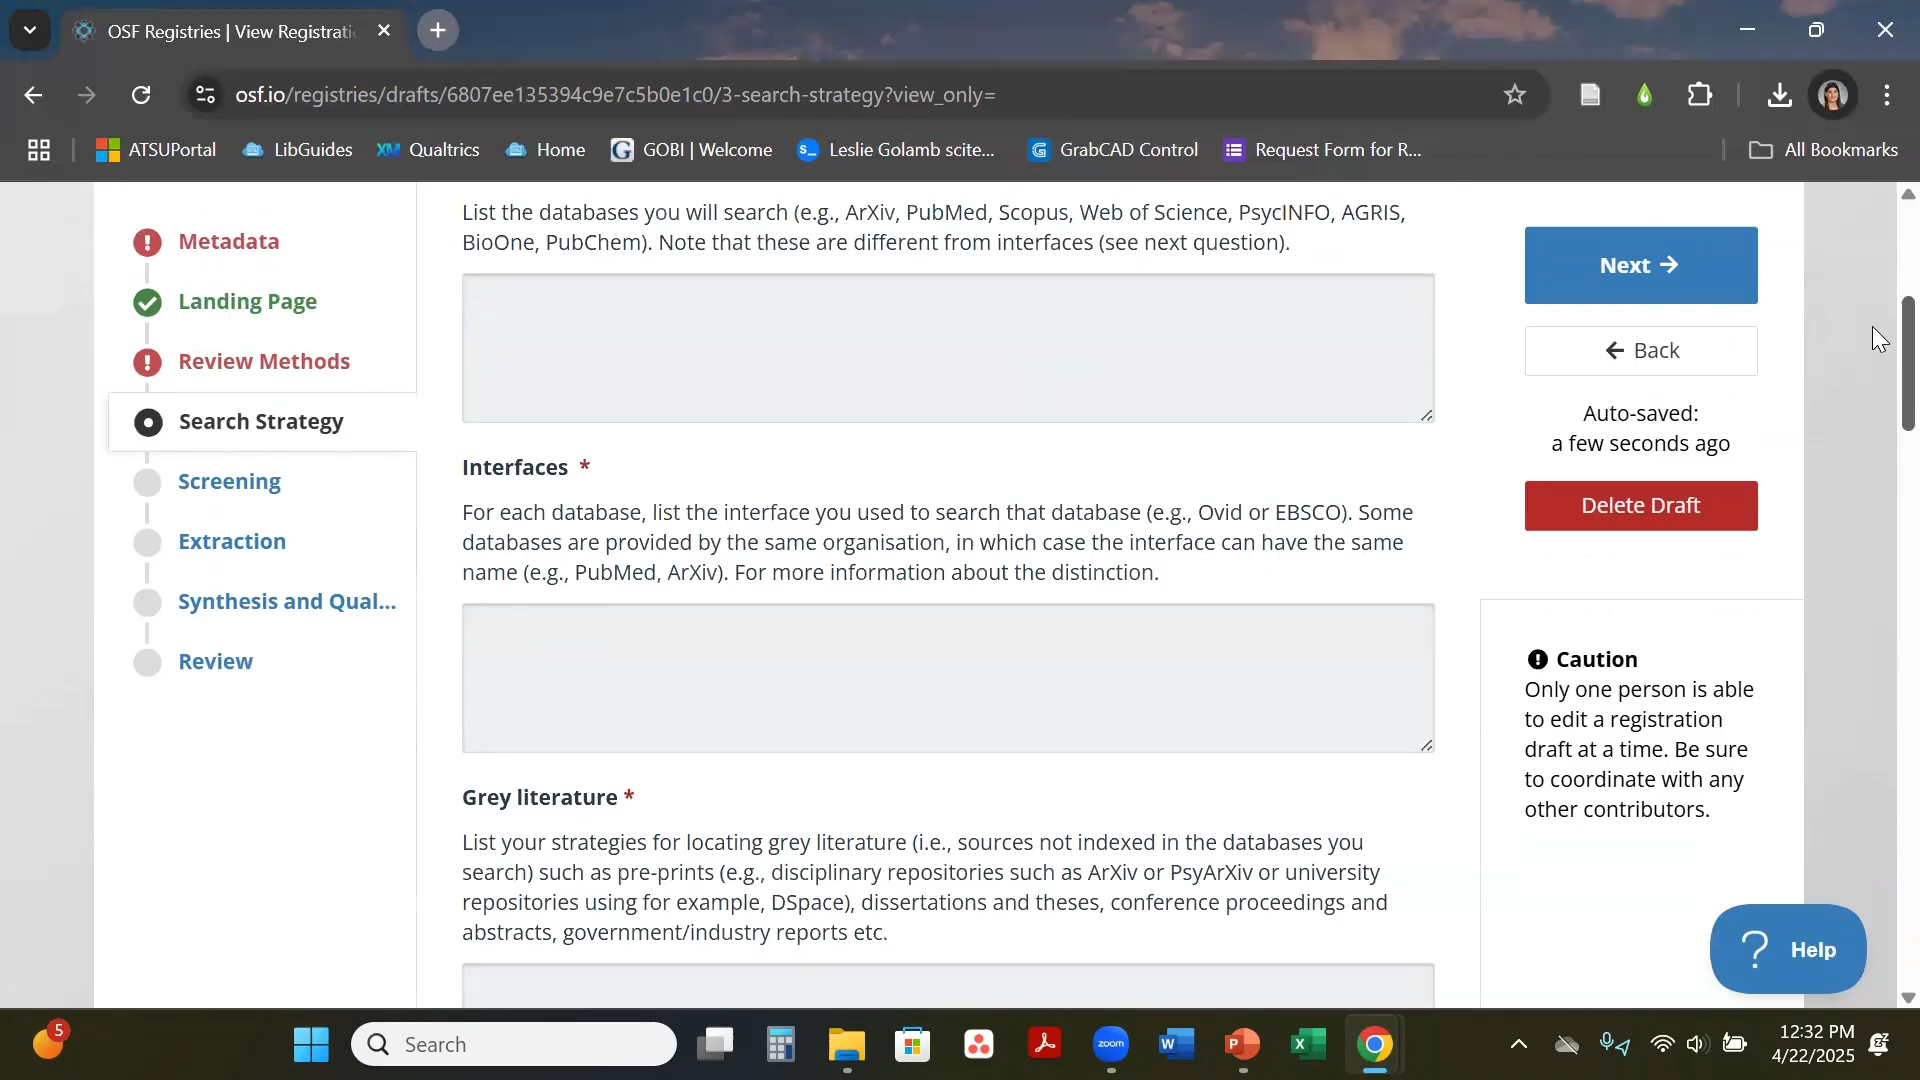 OSF Registries | View Registrati
osf.io/registries/drafts/6807ee135394c9e7c5b0e1c0/3-search-strategy?view_only=
ATSUPortal
LibGuides
XM Qualtrics
Home
G GOBI | Welcome
s_ Leslie Golamb scite...
G GrabCAD Control
Request Form for R...
All Bookmarks
Metadata
Landing Page
Review Methods
Search Strategy
Screening
Extraction
Synthesis and Qual...
Review
List the databases you will search (e.g., ArXiv, PubMed, Scopus, Web of Science, PsycINFO, AGRIS,
BioOne, PubChem). Note that these are different from interfaces (see next question).
Interfaces *
For each database, list the interface you used to search that database (e.g., Ovid or EBSCO). Some
databases are provided by the same organisation, in which case the interface can have the same
name (e.g., PubMed, ArXiv). For more information about the distinction.
Grey literature *
List your strategies for locating grey literature (i.e., sources not indexed in the databases you
search) such as pre-prints (e.g., disciplinary repositories such as ArXiv or PsyArXiv or university
repositories using for example, DSpace), dissertations and theses, conference proceedings and
abstracts, government/industry reports etc.
Next →
← Back
Auto-saved:
a few seconds ago
Delete Draft
Caution
Only one person is able
to edit a registration
draft at a time. Be sure
to coordinate with any
other contributors.
? Help
5
Search
zoom
W
P
X
12:32 PM
4/22/2025